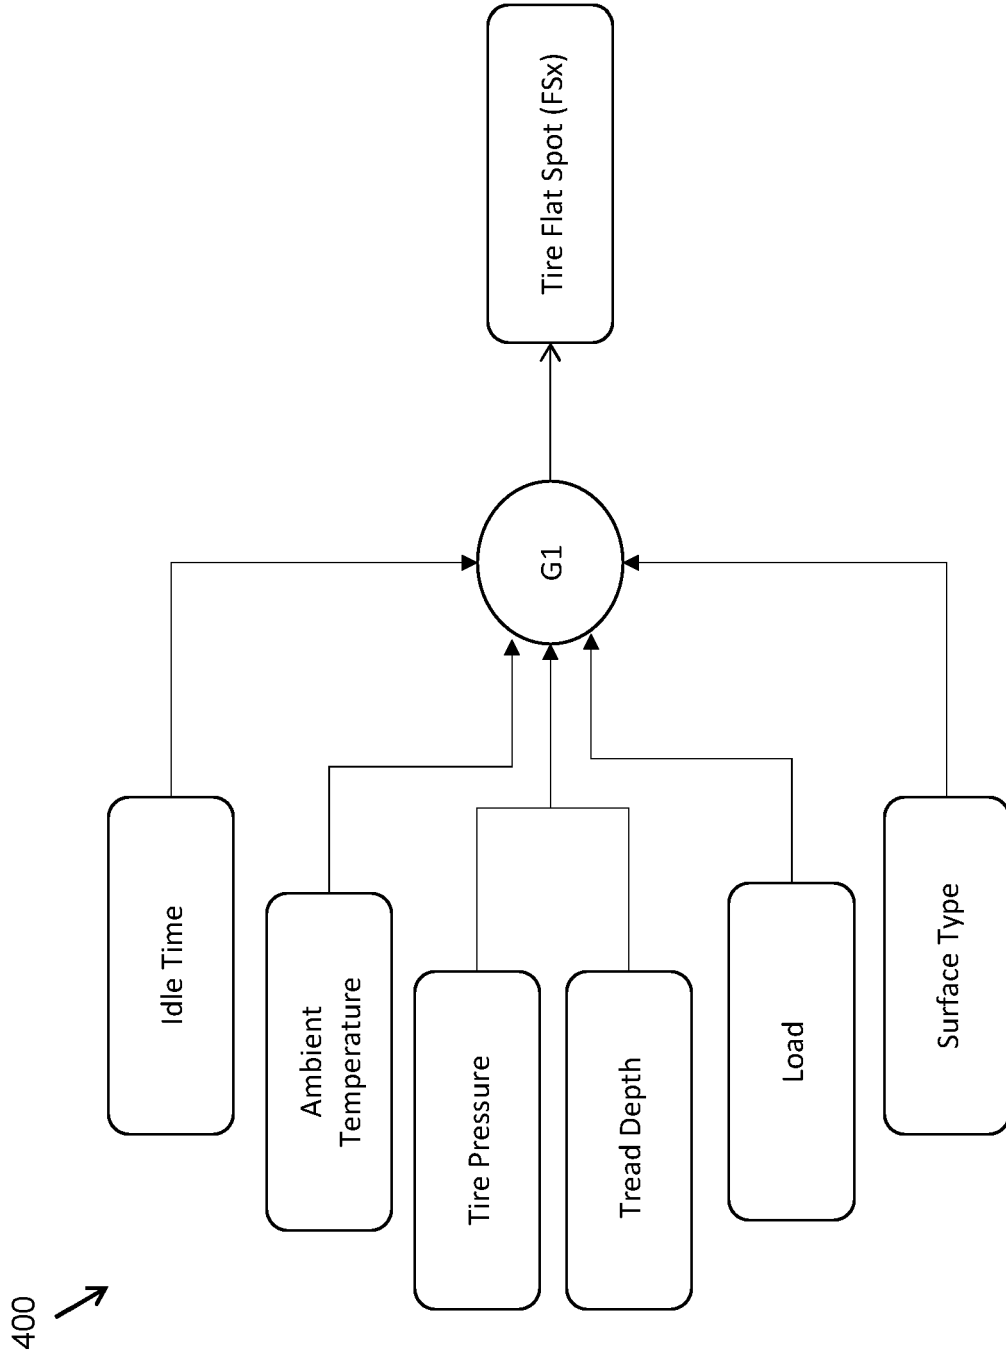 400
Idle Time
Ambient
Temperature
Tire Pressure
Tread Depth
Load
Surface Type
G1
Tire Flat Spot (FSx)